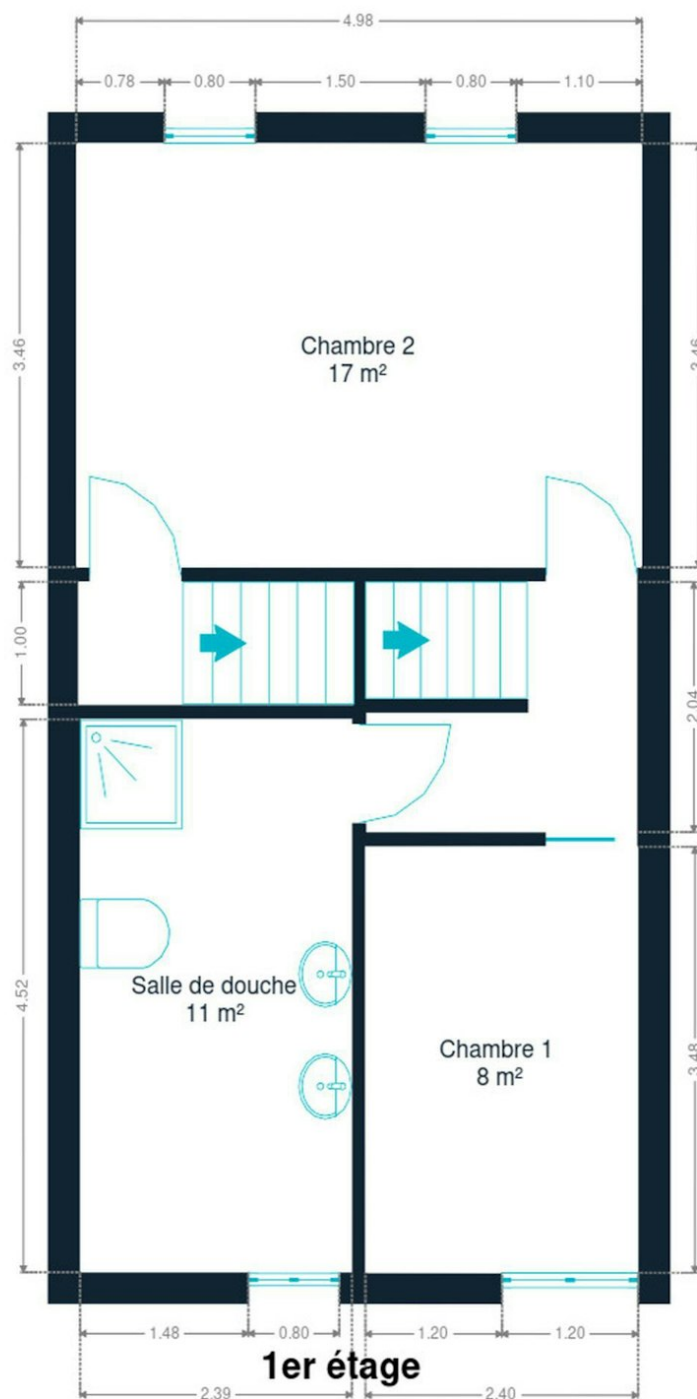 4.98
0.78
0.80
1.50
0.80
1.10
3.46
3.46
Chambre 2
17 m²
1.00
2.04
4.52
Salle de douche
11 m²
Chambre 1
8 m²
3.48
1.48
0.80
1.20
1.20
1er étage
2.39
2.40